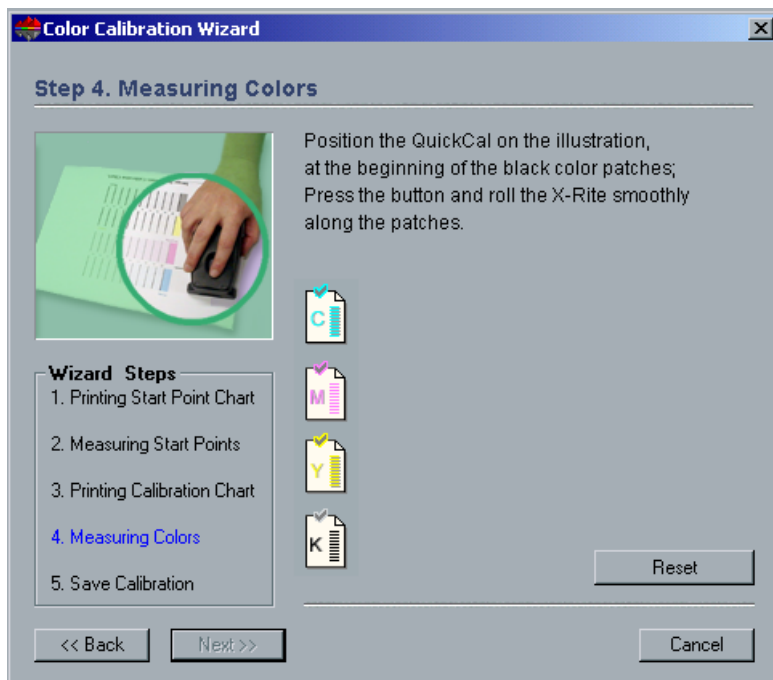 Color Calibration Wizard
Step 4. Measuring Colors
Position the QuickCal on the illustration,
at the beginning of the black color patches;
Press the button and roll the X-Rite smoothly
along the patches.
C
M
Y
K
Wizard Steps
1. Printing Start Point Chart
2. Measuring Start Points
3. Printing Calibration Chart
4. Measuring Colors
5. Save Calibration
Reset
<< Back
Next >>
Cancel